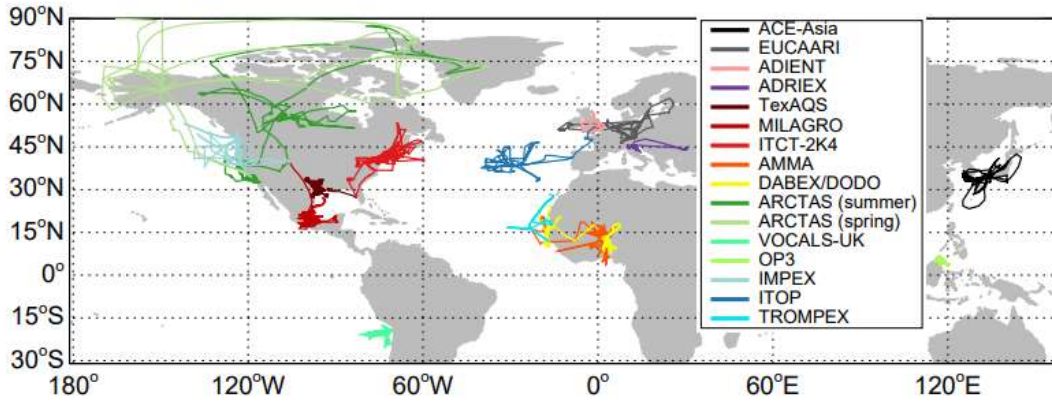 90°N
75°N
60°N
45°N
30°N
15°N
0°
15°S
30°S
180°
120°W
60°W
0°
60°E
120°E
ACE-Asia
EUCAARI
ADIENT
ADRIEX
TexAQS
MILAGRO
ITCT-2K4
AMMA
DABEX/DODO
ARCTAS (summer)
ARCTAS (spring)
VOCALS-UK
OP3
IMPEX
ITOP
TROMPEX